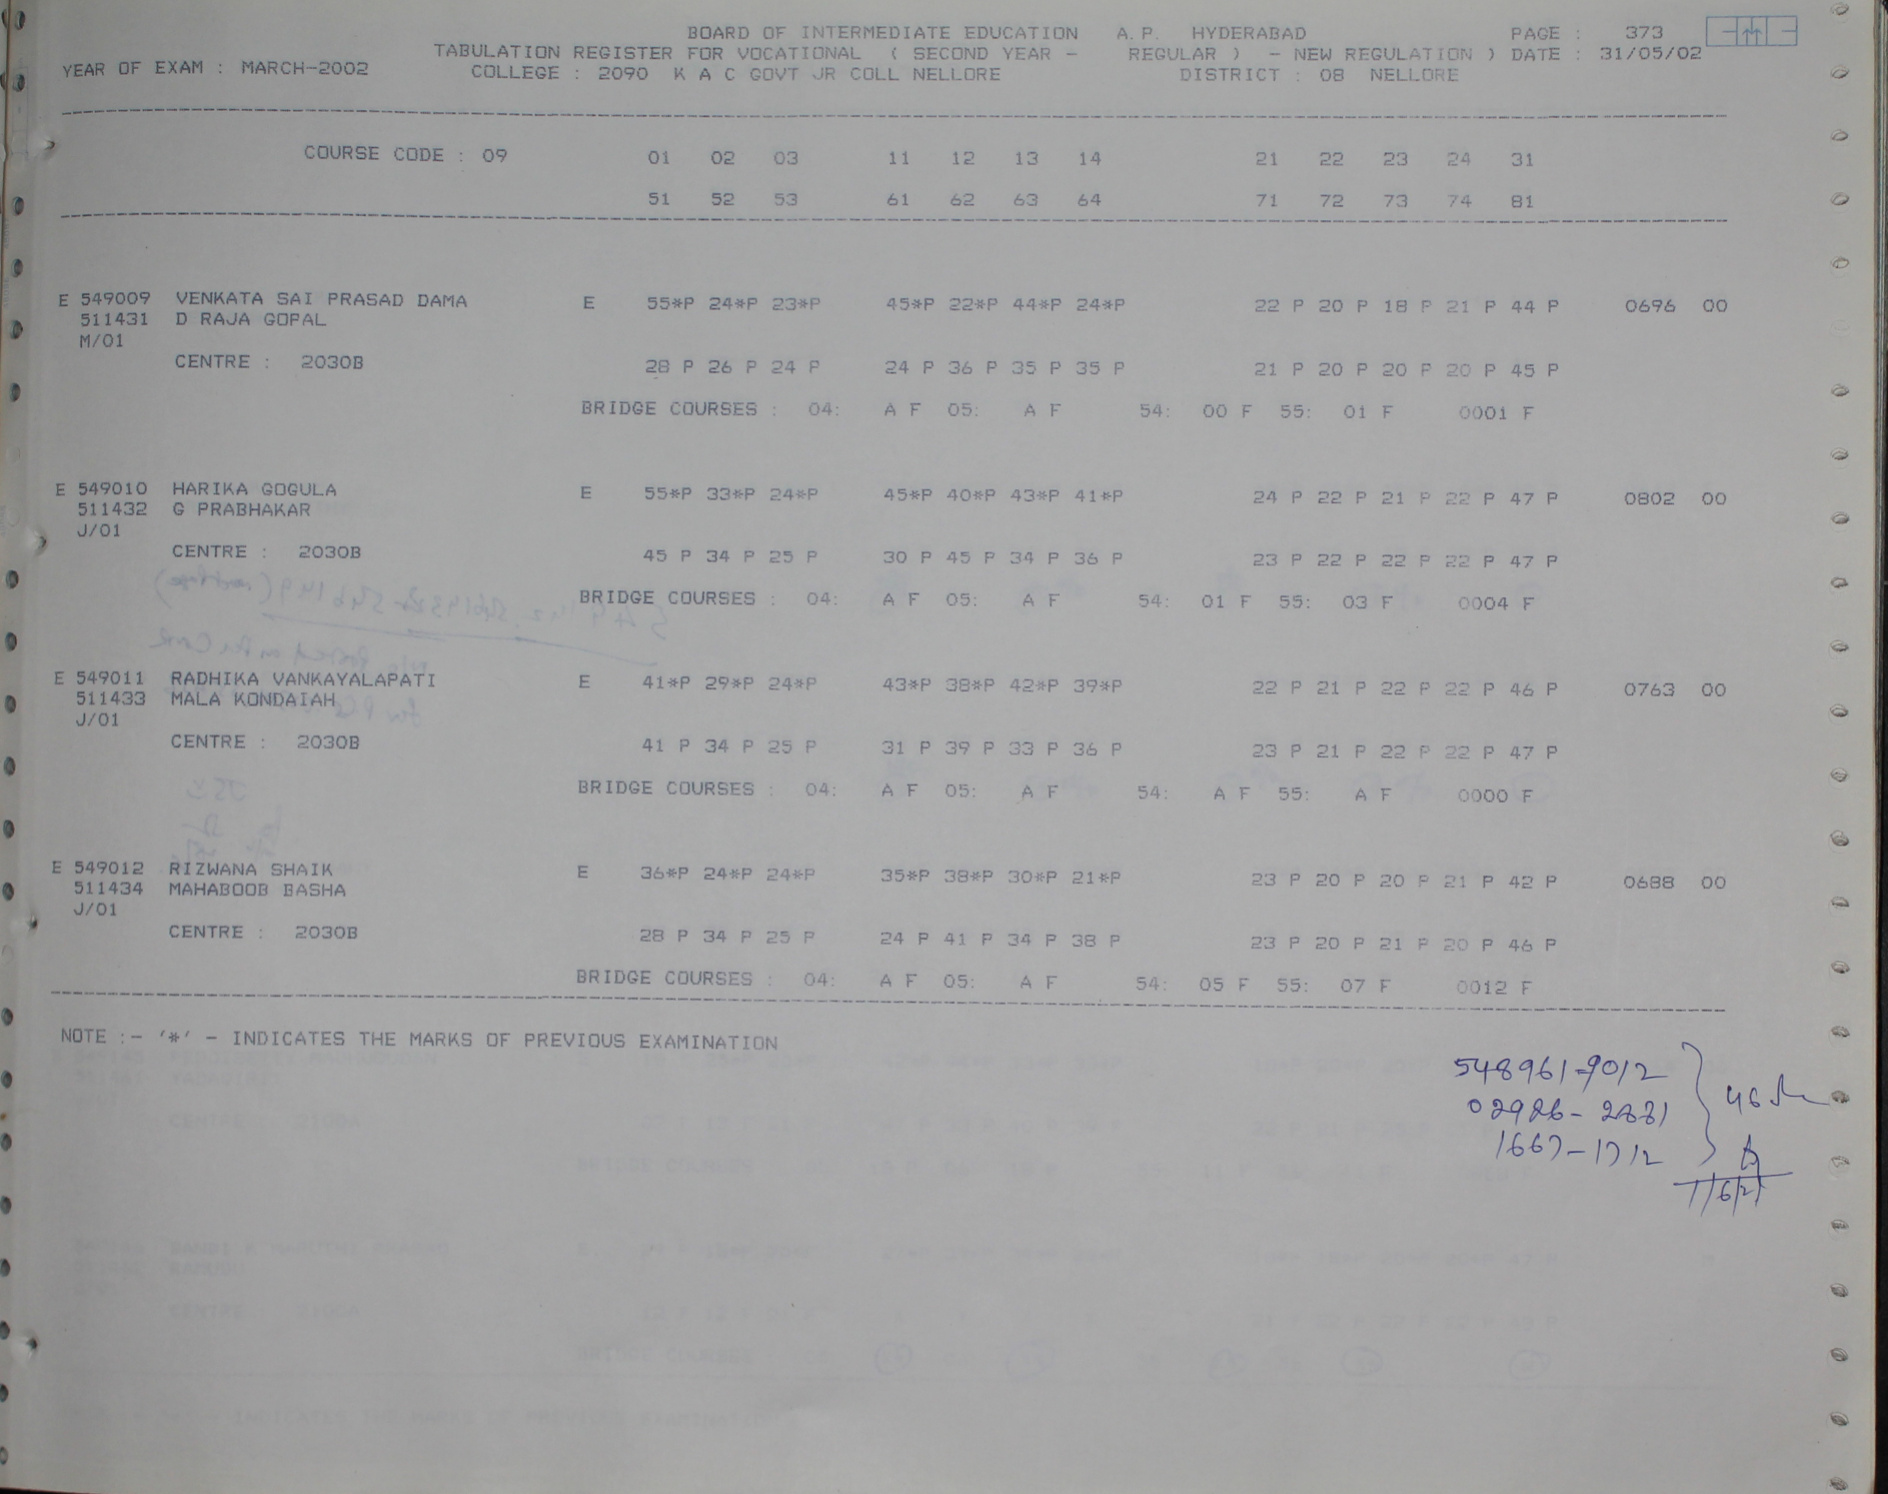 BOARD OF INTERMEDIATE EDUCATION A.P. HYDERABAD PAGE : 373
TABULATION REGISTER FOR VOCATIONAL ( SECOND YEAR - REGULAR ) - NEW REGULATION ) DATE : 31/05/02
YEAR OF EXAM : MARCH-2002 COLLEGE : 2090 K A C GOVT JR COLL NELLORE DISTRICT : 08 NELLORE
COURSE CODE : 09 01 02 03 11 12 13 14 21 22 23 24 31
51 52 53 61 62 63 64 71 72 73 74 81
E 549009 VENKATA SAI PRASAD DAMA E 55*P 24*P 23*P 45*P 22*P 44*P 24*P 22 P 20 P 18 P 21 P 44 P 0696 00
511431 D RAJA GOPAL
M/01
CENTRE : 2030B 28 P 26 P 24 P 24 P 36 P 35 P 35 P 21 P 20 P 20 P 20 P 45 P
BRIDGE COURSES : 04: A F 05: A F 54: 00 F 55: 01 F 0001 F
E 549010 HARIKA GOGULA E 55*P 33*P 24*P 45*P 40*P 43*P 41*P 24 P 22 P 21 P 22 P 47 P 0802 00
511432 G PRABHAKAR
J/01
CENTRE : 2030B 45 P 34 P 25 P 30 P 45 P 34 P 36 P 23 P 22 P 22 P 22 P 47 P
BRIDGE COURSES : 04: A F 05: A F 54: 01 F 55: 03 F 0004 F
E 549011 RADHIKA VANKAYALAPATI E 41*P 29*P 24*P 43*P 38*P 42*P 39*P 22 P 21 P 22 P 22 P 46 P 0763 00
511433 MALA KONDAIAH
J/01
CENTRE : 2030B 41 P 34 P 25 P 31 P 39 P 33 P 36 P 23 P 21 P 22 P 22 P 47 P
BRIDGE COURSES : 04: A F 05: A F 54: A F 55: A F 0000 F
E 549012 RIZWANA SHAIK E 36*P 24*P 24*P 35*P 38*P 30*P 21*P 23 P 20 P 20 P 21 P 42 P 0688 00
511434 MAHABOOB BASHA
J/01
CENTRE : 2030B 28 P 34 P 25 P 24 P 41 P 34 P 38 P 23 P 20 P 21 P 20 P 46 P
BRIDGE COURSES : 04: A F 05: A F 54: 05 F 55: 07 F 0012 F
NOTE :- '*' - INDICATES THE MARKS OF PREVIOUS EXAMINATION
548961-9012
1667-1712